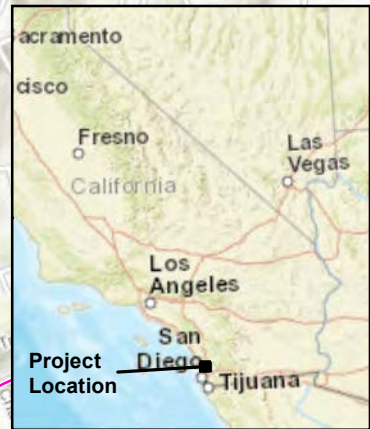 acramento
cisco
Fresno
Las
Vegas
California
Los
Angeles
San
Diego
Project
Location
Tijuana